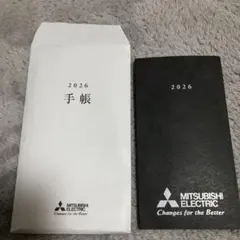 2026
手帳
MITSUBISHI
ELECTRIC
Changes for the Better
2026
MITSUBISHI
ELECTRIC
Changes for the Better